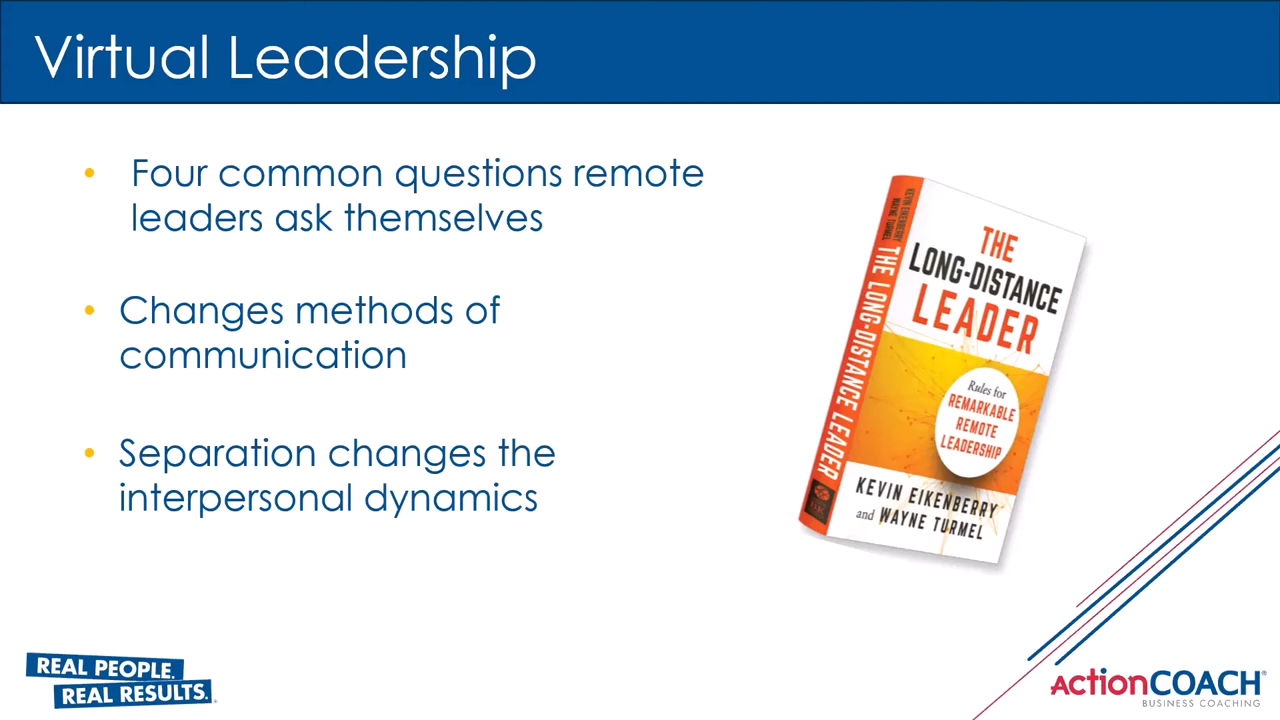 Virtual Leadership
• Four common questions remote
leaders ask themselves
• Changes methods of
communication
• Separation changes the
interpersonal dynamics
KEVIN EIKENBERRY
WAYNE TURMEL
THE LONG-DISTANCE LEADER
THE
LONG-DISTANCE
LEADER
Rules for
REMARKABLE
REMOTE
LEADERSHIP
KEVIN EIKENBERRY
and WAYNE TURMEL
REAL PEOPLE.
REAL RESULTS.
ActionCOACH®
BUSINESS COACHING